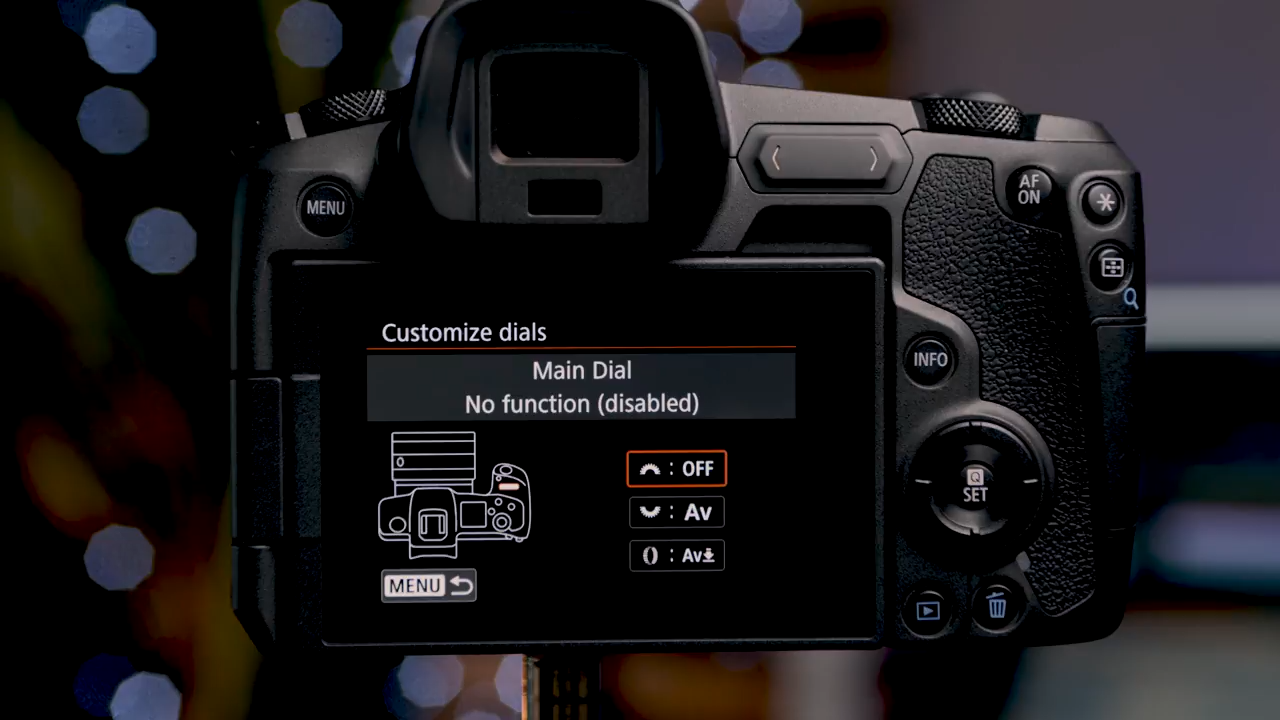 AF
ON
MENU
INFO
Q
SET
Customize dials
Main Dial
No function (disabled)
: OFF
: Av
: Av
MENU